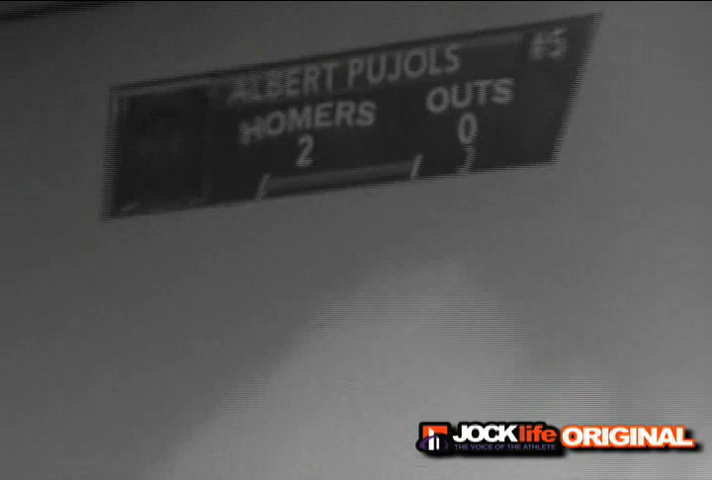 ALBERT PUJOLS #5
HOMERS OUTS
2 0
JOCKlife ORIGINAL
THE VOICE OF THE ATHLETE